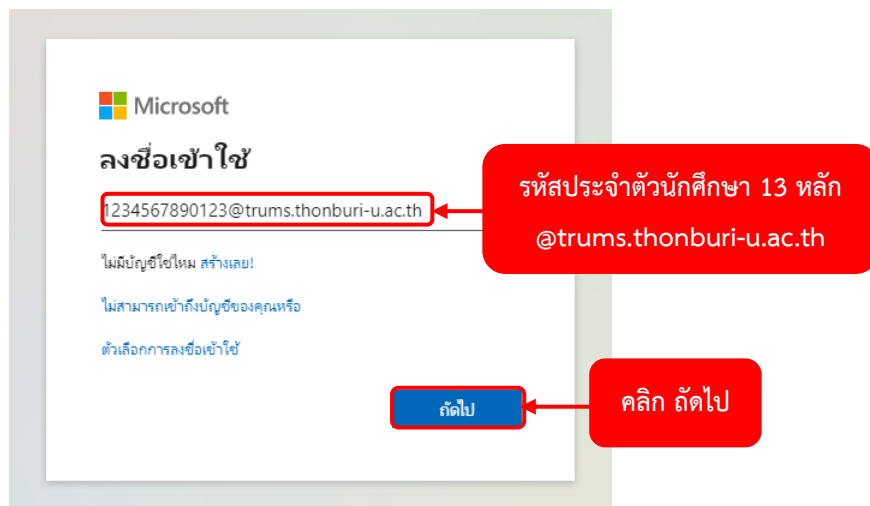 Microsoft
ลงชื่อเข้าใช้
1234567890123@trums.thonburi-u.ac.th
รหัสประจำตัวนักศึกษา 13 หลัก
@trums.thonburi-u.ac.th
ไม่มีบัญชีใช่ไหม สร้างเลย!
ไม่สามารถเข้าถึงบัญชีของคุณหรือ
ตัวเลือกการลงชื่อเข้าใช้
ถัดไป
คลิก ถัดไป